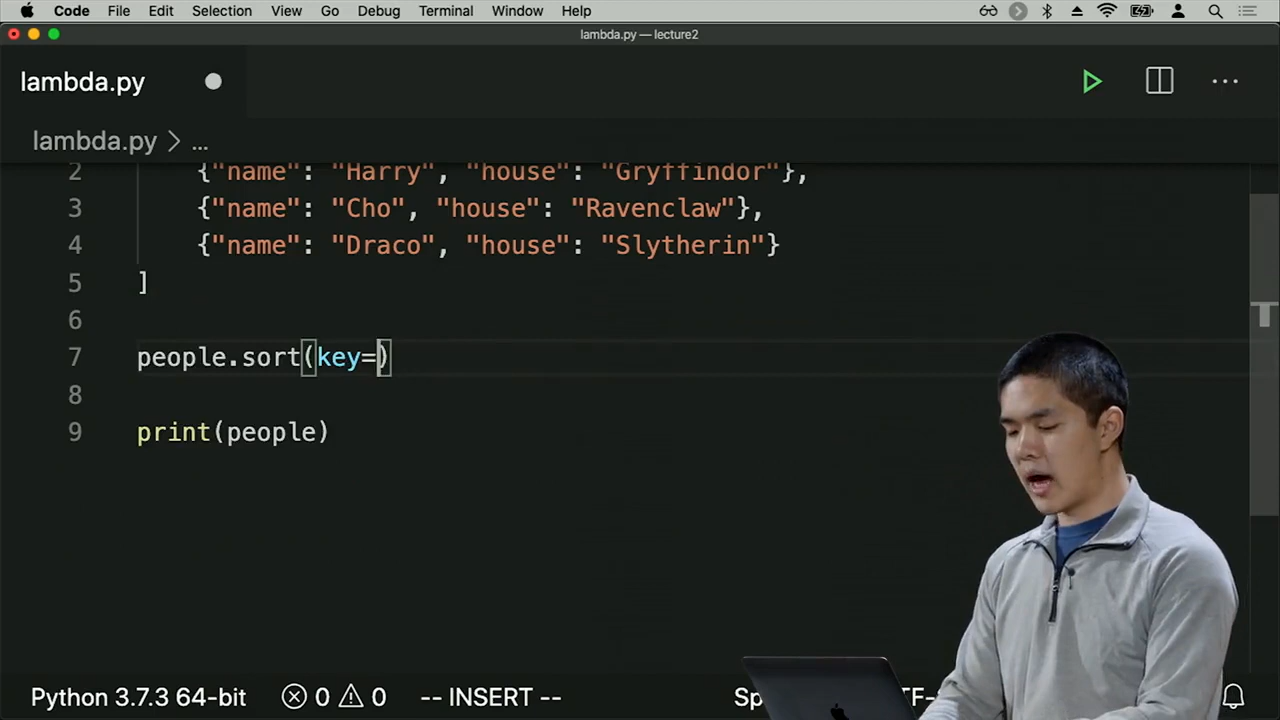 Code File Edit Selection View Go Debug Terminal Window Help
lambda.py — lecture2
lambda.py
lambda.py > ...
2 {"name": "Harry", "house": "Gryffindor"},
3 {"name": "Cho", "house": "Ravenclaw"},
4 {"name": "Draco", "house": "Slytherin"}
5 ]
6
7 people.sort(key=)
8
9 print(people)
Python 3.7.3 64-bit 0 0 -- INSERT --